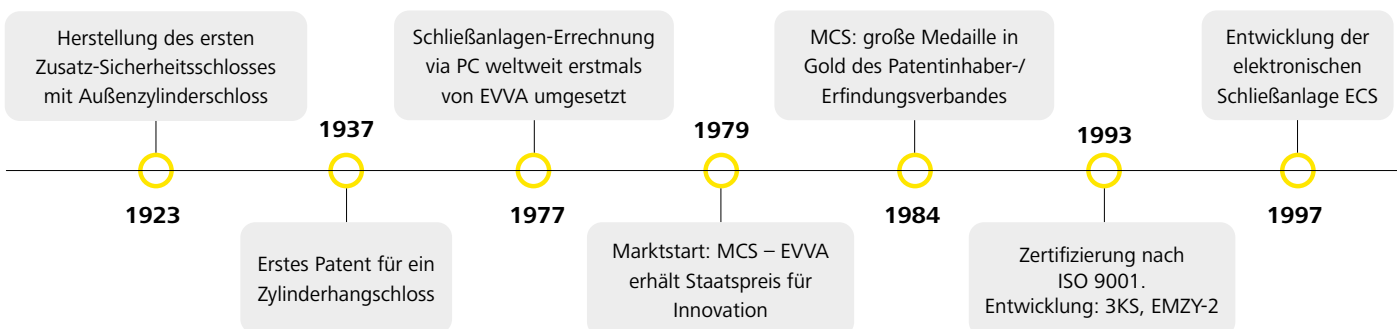 Herstellung des ersten
Zusatz-Sicherheitsschlosses
mit Außenzylinderschloss
1923
1937
Erstes Patent für ein
Zylinderhangschloss
Schließanlagen-Errechnung
via PC weltweit erstmals
von EVVA umgesetzt
1977
1979
Marktstart: MCS – EVVA
erhält Staatspreis für
Innovation
MCS: große Medaille in
Gold des Patentinhaber-/
Erfindungsverbandes
1984
1993
Zertifizierung nach
ISO 9001.
Entwicklung: 3KS, EMZY-2
Entwicklung der
elektronischen
Schließanlage ECS
1997